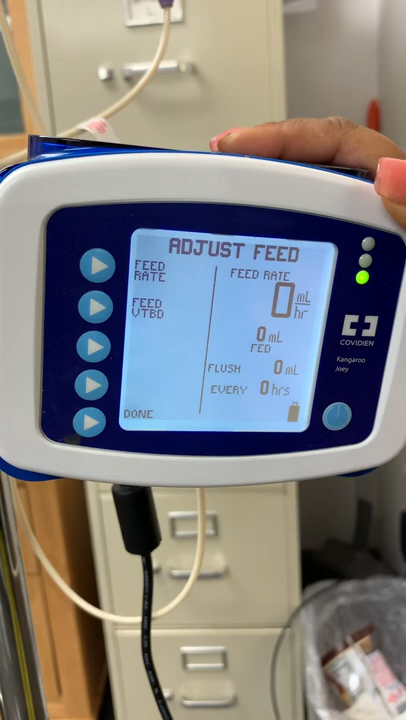 ADJUST FEED
FEED
RATE
FEED
VTBD
DONE
FEED RATE
0 mL
hr
0 mL
FED
FLUSH 0 mL
EVERY 0 hrs
COVIDIEN
Kangaroo
Joey